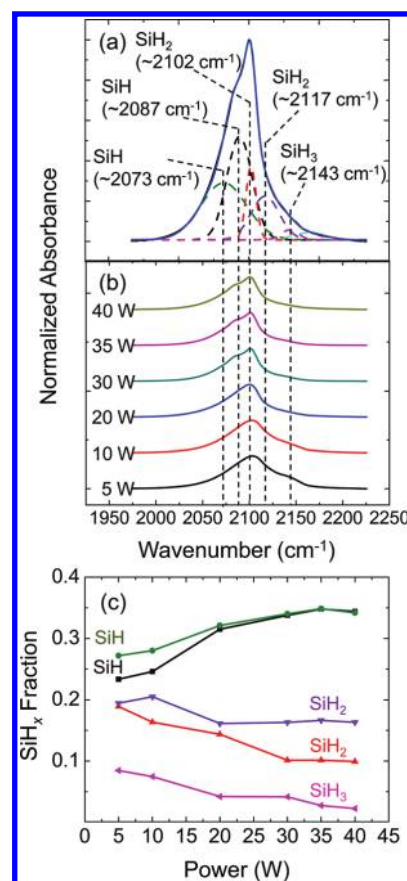 (a)
SiH₂
(~2102 cm⁻¹)
SiH
(~2087 cm⁻¹)
SiH
(~2073 cm⁻¹)
SiH₂
(~2117 cm⁻¹)
SiH₃
(~2143 cm⁻¹)
Normalized Absorbance
(b)
40 W
35 W
30 W
20 W
10 W
5 W
1950 2000 2050 2100 2150 2200 2250
Wavenumber (cm⁻¹)
(c)
0.4
0.3
0.2
0.1
SiHₓ Fraction
SiH
SiH
SiH₂
SiH₂
SiH₃
0 5 10 15 20 25 30 35 40 45
Power (W)